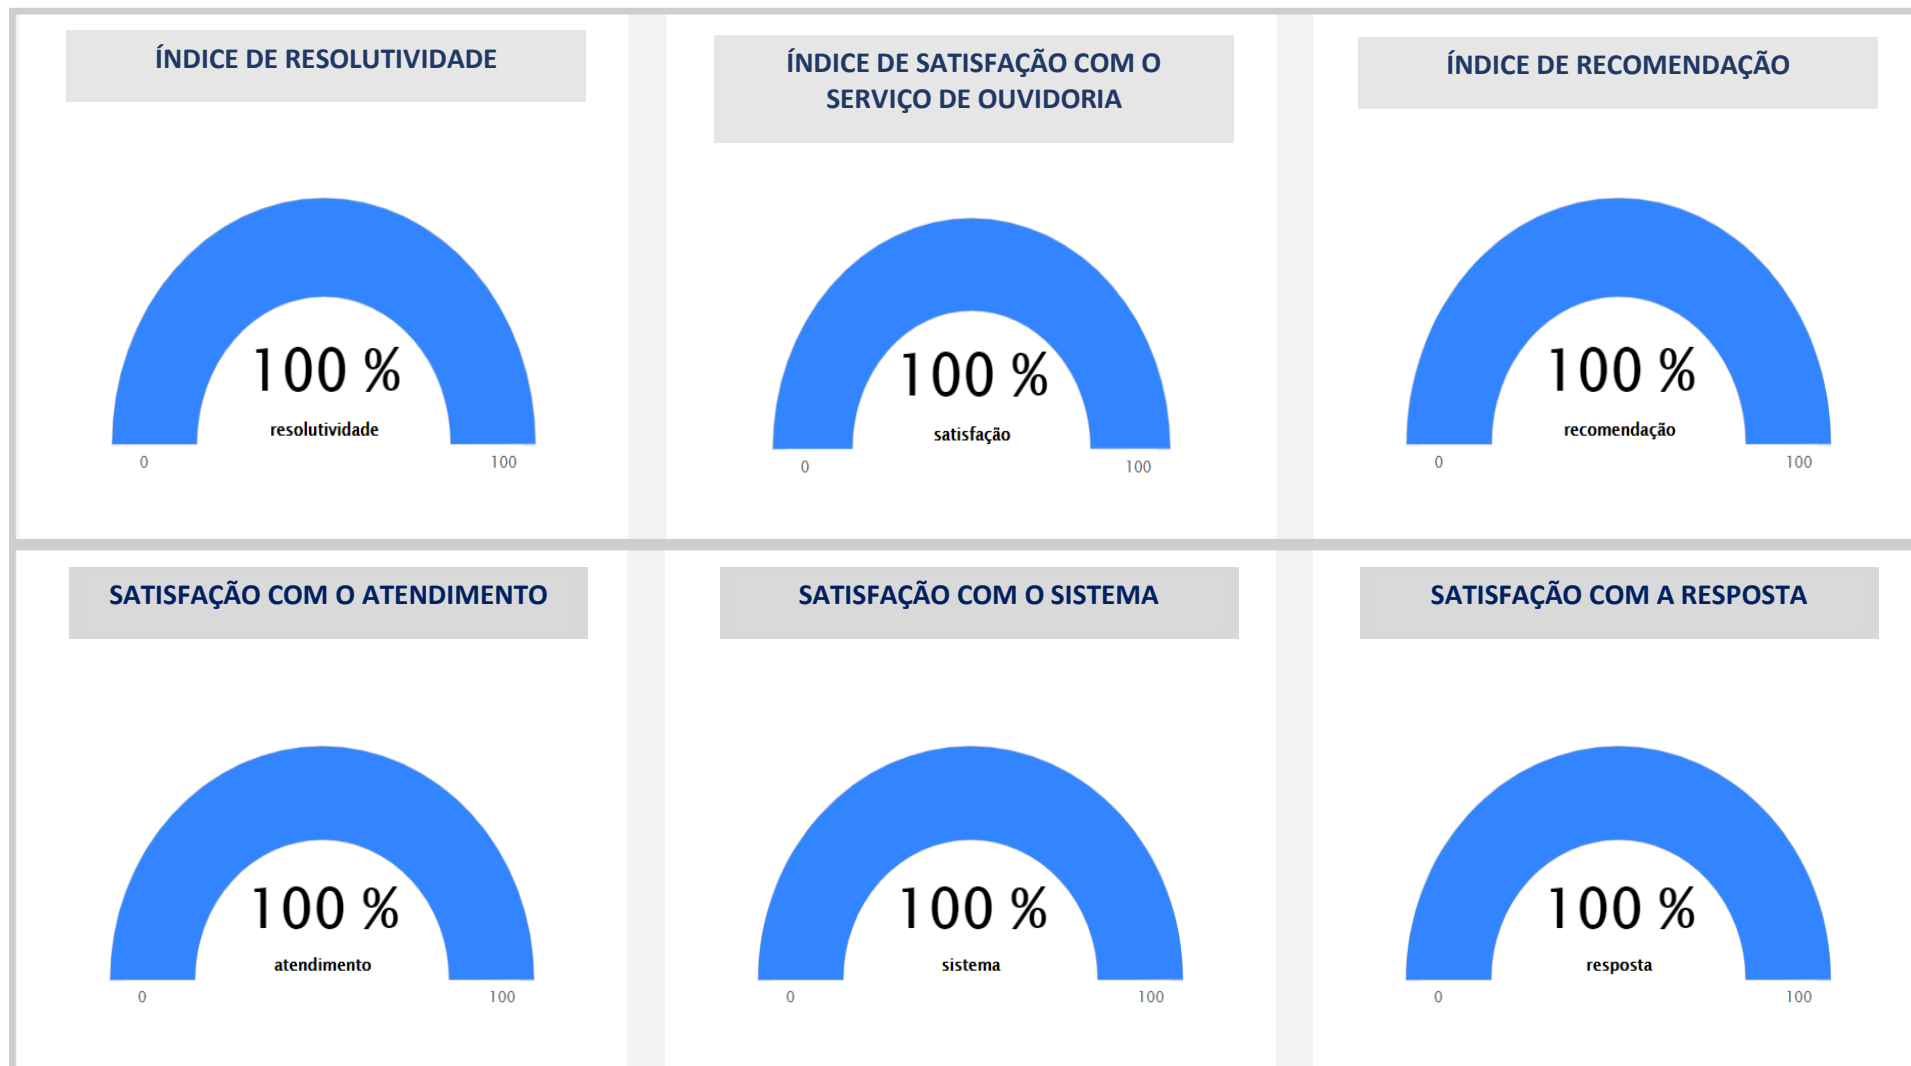 ÍNDICE DE RESOLUTIVIDADE
100 %
resolutividade
0
100
ÍNDICE DE SATISFAÇÃO COM O
SERVIÇO DE OUVIDORIA
100 %
satisfação
0
100
ÍNDICE DE RECOMENDAÇÃO
100 %
recomendação
0
100
SATISFAÇÃO COM O ATENDIMENTO
100 %
atendimento
0
100
SATISFAÇÃO COM O SISTEMA
100 %
sistema
0
100
SATISFAÇÃO COM A RESPOSTA
100 %
resposta
0
100